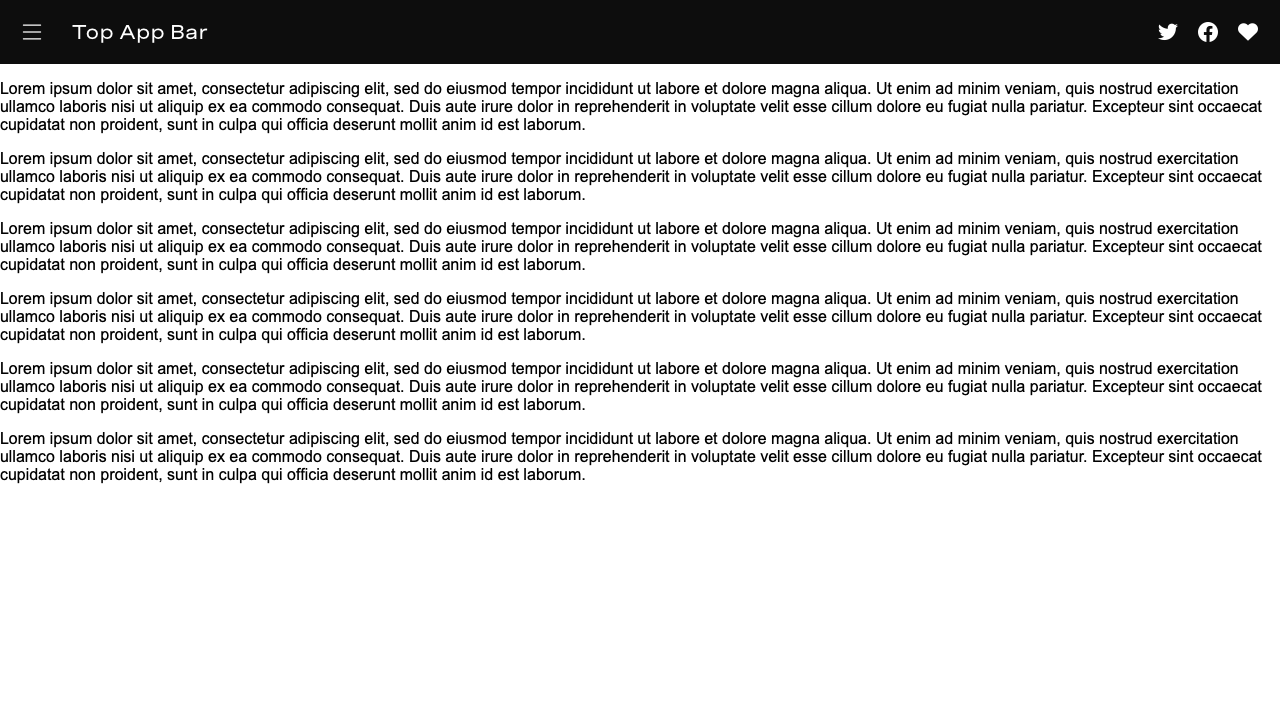 Top App Bar
Lorem ipsum dolor sit amet, consectetur adipiscing elit, sed do eiusmod tempor incididunt ut labore et dolore magna aliqua. Ut enim ad minim veniam, quis nostrud exercitation
ullamco laboris nisi ut aliquip ex ea commodo consequat. Duis aute irure dolor in reprehenderit in voluptate velit esse cillum dolore eu fugiat nulla pariatur. Excepteur sint occaecat
cupidatat non proident, sunt in culpa qui officia deserunt mollit anim id est laborum.
Lorem ipsum dolor sit amet, consectetur adipiscing elit, sed do eiusmod tempor incididunt ut labore et dolore magna aliqua. Ut enim ad minim veniam, quis nostrud exercitation
ullamco laboris nisi ut aliquip ex ea commodo consequat. Duis aute irure dolor in reprehenderit in voluptate velit esse cillum dolore eu fugiat nulla pariatur. Excepteur sint occaecat
cupidatat non proident, sunt in culpa qui officia deserunt mollit anim id est laborum.
Lorem ipsum dolor sit amet, consectetur adipiscing elit, sed do eiusmod tempor incididunt ut labore et dolore magna aliqua. Ut enim ad minim veniam, quis nostrud exercitation
ullamco laboris nisi ut aliquip ex ea commodo consequat. Duis aute irure dolor in reprehenderit in voluptate velit esse cillum dolore eu fugiat nulla pariatur. Excepteur sint occaecat
cupidatat non proident, sunt in culpa qui officia deserunt mollit anim id est laborum.
Lorem ipsum dolor sit amet, consectetur adipiscing elit, sed do eiusmod tempor incididunt ut labore et dolore magna aliqua. Ut enim ad minim veniam, quis nostrud exercitation
ullamco laboris nisi ut aliquip ex ea commodo consequat. Duis aute irure dolor in reprehenderit in voluptate velit esse cillum dolore eu fugiat nulla pariatur. Excepteur sint occaecat
cupidatat non proident, sunt in culpa qui officia deserunt mollit anim id est laborum.
Lorem ipsum dolor sit amet, consectetur adipiscing elit, sed do eiusmod tempor incididunt ut labore et dolore magna aliqua. Ut enim ad minim veniam, quis nostrud exercitation
ullamco laboris nisi ut aliquip ex ea commodo consequat. Duis aute irure dolor in reprehenderit in voluptate velit esse cillum dolore eu fugiat nulla pariatur. Excepteur sint occaecat
cupidatat non proident, sunt in culpa qui officia deserunt mollit anim id est laborum.
Lorem ipsum dolor sit amet, consectetur adipiscing elit, sed do eiusmod tempor incididunt ut labore et dolore magna aliqua. Ut enim ad minim veniam, quis nostrud exercitation
ullamco laboris nisi ut aliquip ex ea commodo consequat. Duis aute irure dolor in reprehenderit in voluptate velit esse cillum dolore eu fugiat nulla pariatur. Excepteur sint occaecat
cupidatat non proident, sunt in culpa qui officia deserunt mollit anim id est laborum.